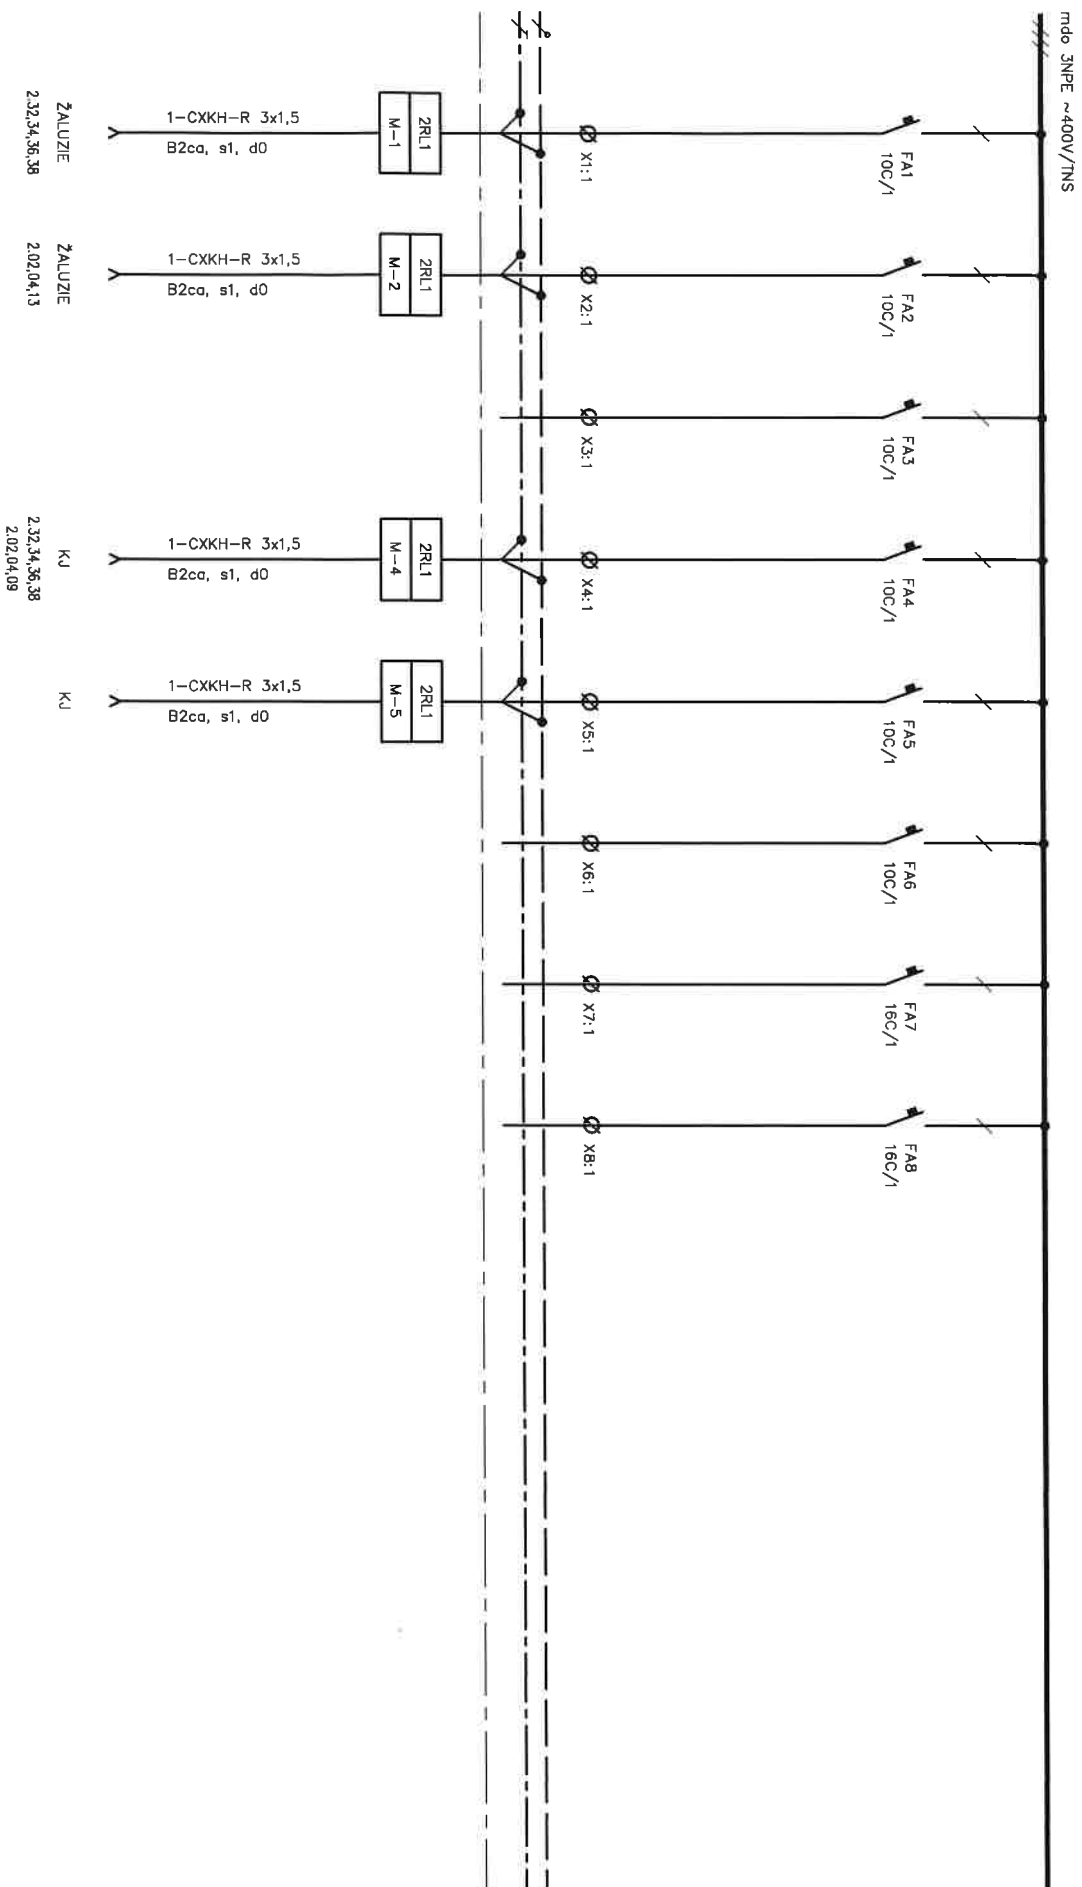 mdo 3NPE ~400V/TNS
FA1
10C/1
FA2
10C/1
FA3
10C/1
FA4
10C/1
FA5
10C/1
FA6
10C/1
FA7
16C/1
FA8
16C/1
X1:1
X2:1
X3:1
X4:1
X5:1
X6:1
X7:1
X8:1
2RL1
M-1
2RL1
M-2
2RL1
M-4
2RL1
M-5
1-CXKH-R 3x1,5
B2ca, s1, d0
1-CXKH-R 3x1,5
B2ca, s1, d0
1-CXKH-R 3x1,5
B2ca, s1, d0
1-CXKH-R 3x1,5
B2ca, s1, d0
ŽALUZIE
2.32,34,36,38
ŽALUZIE
2.02,04,13
KJ
2.32,34,36,38
2.02,04,09
KJ